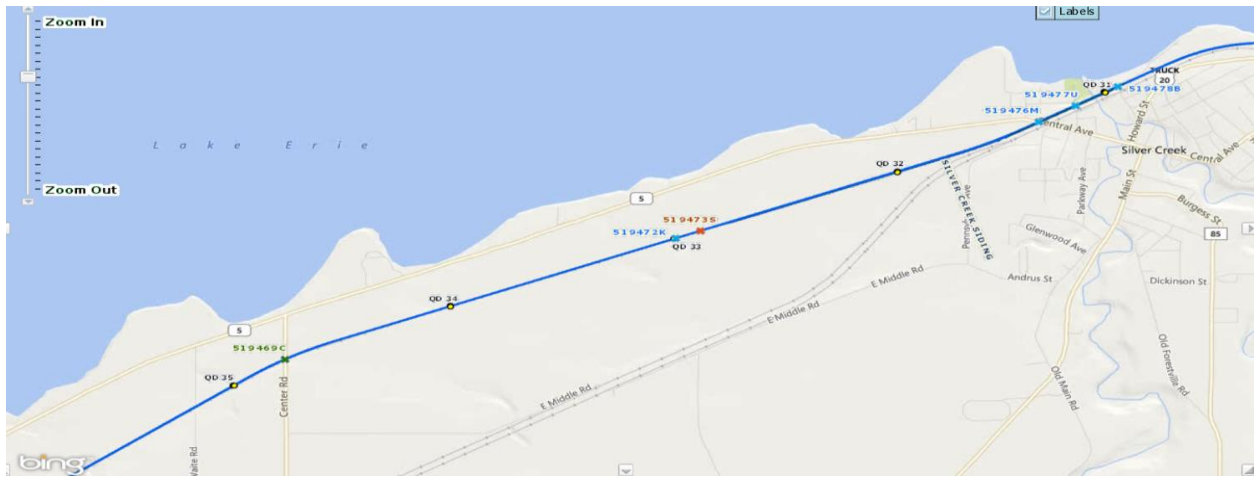 Zoom In
Labels
TRUCK
20
QD 31
519478B
519477U
519476M
Central Ave
Howard St
Silver Creek
Central Ave
Lake Erie
Zoom Out
QD 32
SILVER CREEK SIDING
Parkway Ave
Main St
Burgess St
5
519473S
519472K
QD 33
Glenwood Ave
85
Andrus St
Dickinson St
E Middle Rd
QD 34
E Middle Rd
5
519469C
QD 35
Center Rd
E Middle Rd
Old Main Rd
Old Forestville Rd
bing